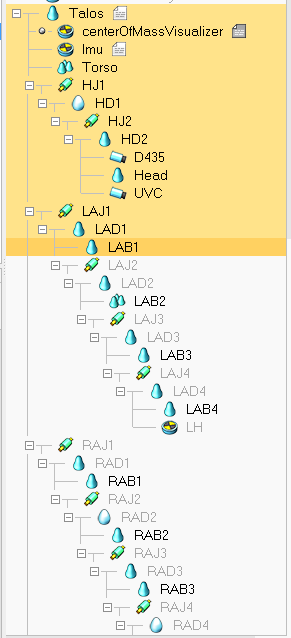 Talos
centerOfMassVisualizer
Imu
Torso
HJ1
HD1
HJ2
HD2
D435
Head
UVC
LAJ1
LAD1
LAB1
LAJ2
LAD2
LAB2
LAJ3
LAD3
LAB3
LAJ4
LAD4
LAB4
LH
RAJ1
RAD1
RAB1
RAJ2
RAD2
RAB2
RAJ3
RAD3
RAB3
RAJ4
RAD4